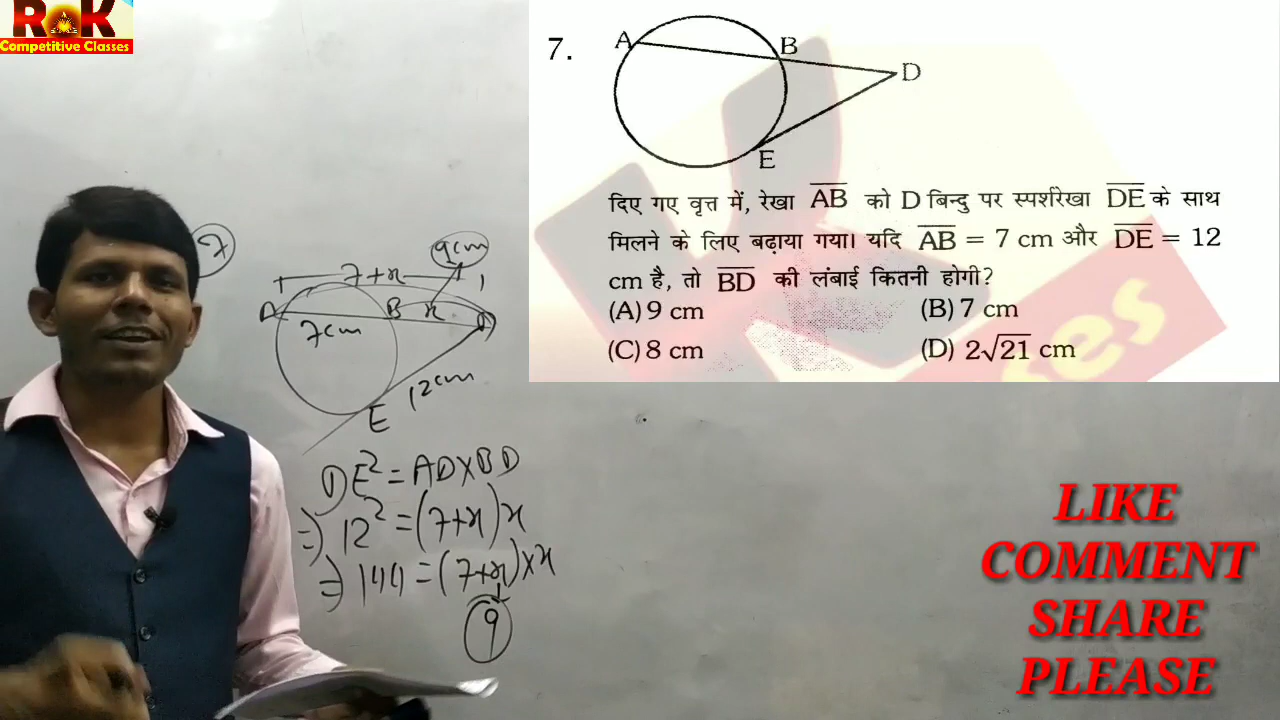 ROK
Competitive Classes
7.
A
B
D
E
दिए गए वृत्त में, रेखा AB को D बिन्दु पर स्पर्शरेखा DE के साथ
मिलने के लिए बढ़ाया गया। यदि AB = 7 cm और DE = 12
cm है, तो BD की लंबाई कितनी होगी?
(A) 9 cm
(B) 7 cm
(C) 8 cm
(D) 2√21 cm
7
9cm
7+x
A
B
x
D
7cm
12cm
E
DE² = AD×BD
⇒ 12² = (7+x)x
⇒ 144 = (7+x)×x
9
LIKE
COMMENT
SHARE
PLEASE